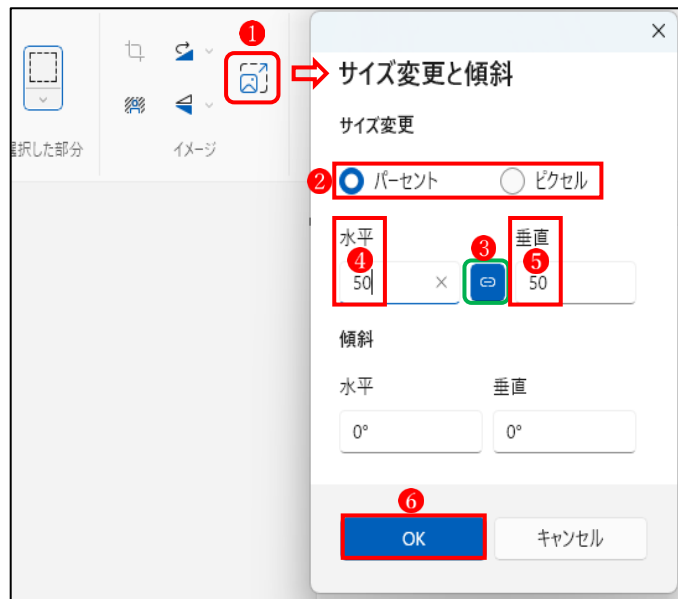 1
サイズ変更と傾斜
サイズ変更
択した部分
イメージ
2
パーセント
ピクセル
水平
垂直
4
3
5
50
50
傾斜
水平
垂直
0°
0°
6
OK
キャンセル